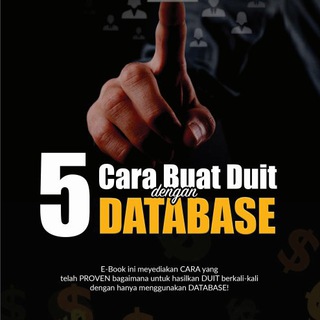 5 Cara Buat Duit
dengan
DATABASE
E-Book ini meyediakan CARA yang
telah PROVEN bagaimana untuk hasilkan DUIT berkali-kali
dengan hanya menggunakan DATABASE!